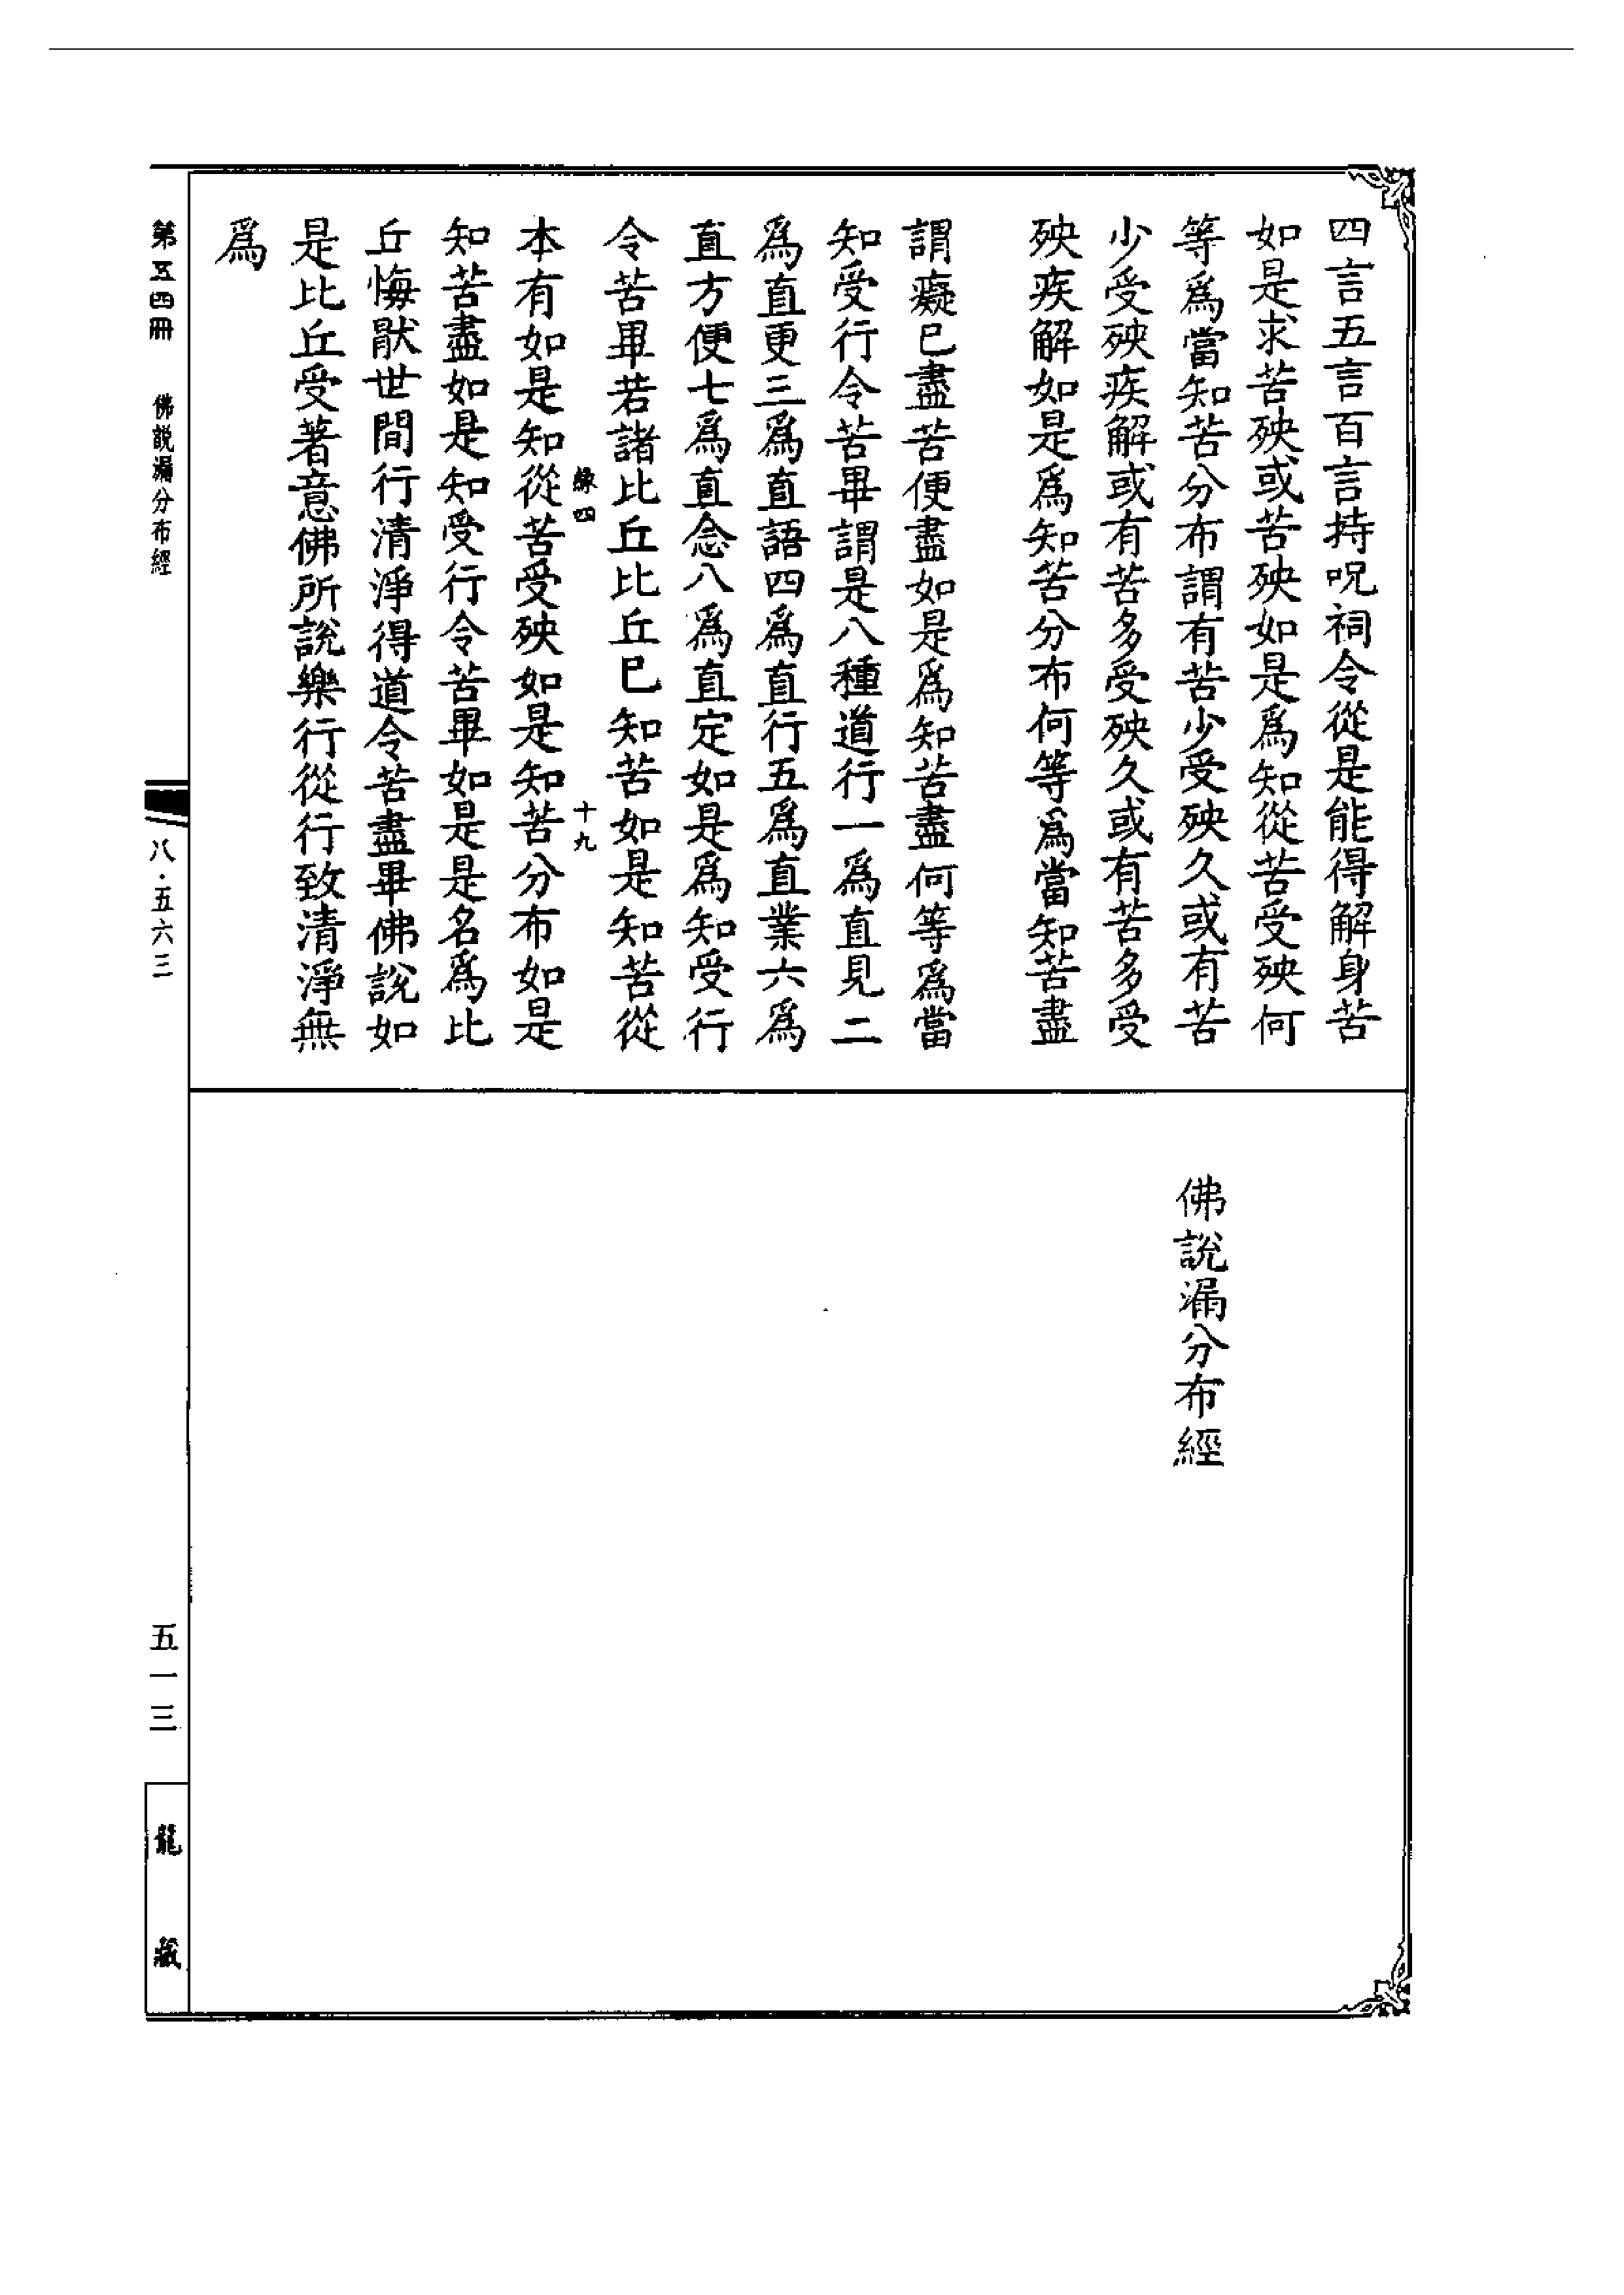 四言五言百言持呪祠令從是能得解身苦
如是求苦殃或苦殃如是爲知從苦受殃何
等爲當知苦分布謂有苦少受殃久或有苦
少受殃疾解或有苦多受殃久或有苦多受
殃疾解如是爲知苦分布何等爲當知苦盡
謂癡已盡苦便盡如是爲知苦盡何等爲當
知受行令苦畢謂是八種道行一爲直見二
爲直更三爲直語四爲直行五爲直業六爲
直方便七爲直念八爲直定如是爲知受行
令苦畢若諸比丘比丘已知苦如是知苦從
練四 十九
本有如是知從苦受殃如是知苦分布如是
知苦盡如是知受行令苦畢如是是名爲比
丘悔猒世間行清淨得道令苦盡畢佛說如
是比丘受著意佛所說樂行從行致清淨無
爲
佛說漏分布經
第五四冊 佛說漏分布經 八·五六三 五一三 龍藏